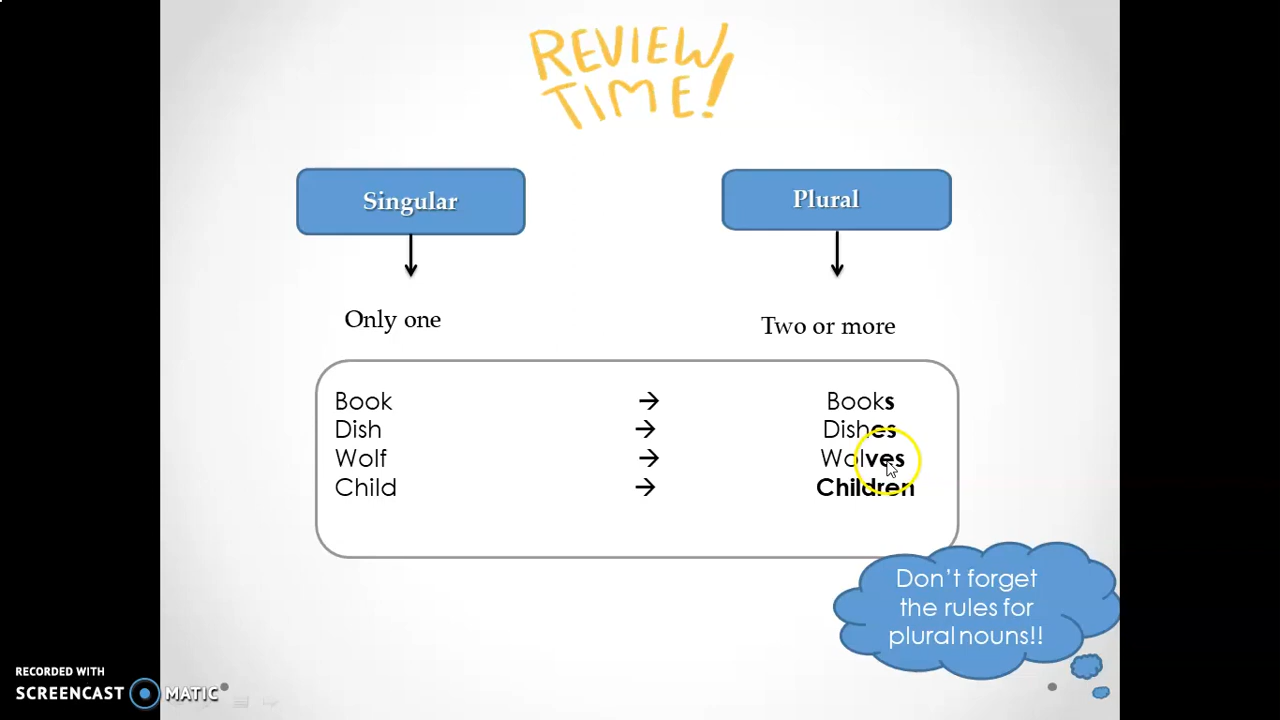 REVIEW
TIME!
Singular
Plural
Only one
Two or more
Book → Books
Dish → Dishes
Wolf → Wolves
Child → Children
Don't forget
the rules for
plural nouns!!
RECORDED WITH
SCREENCAST MATIC